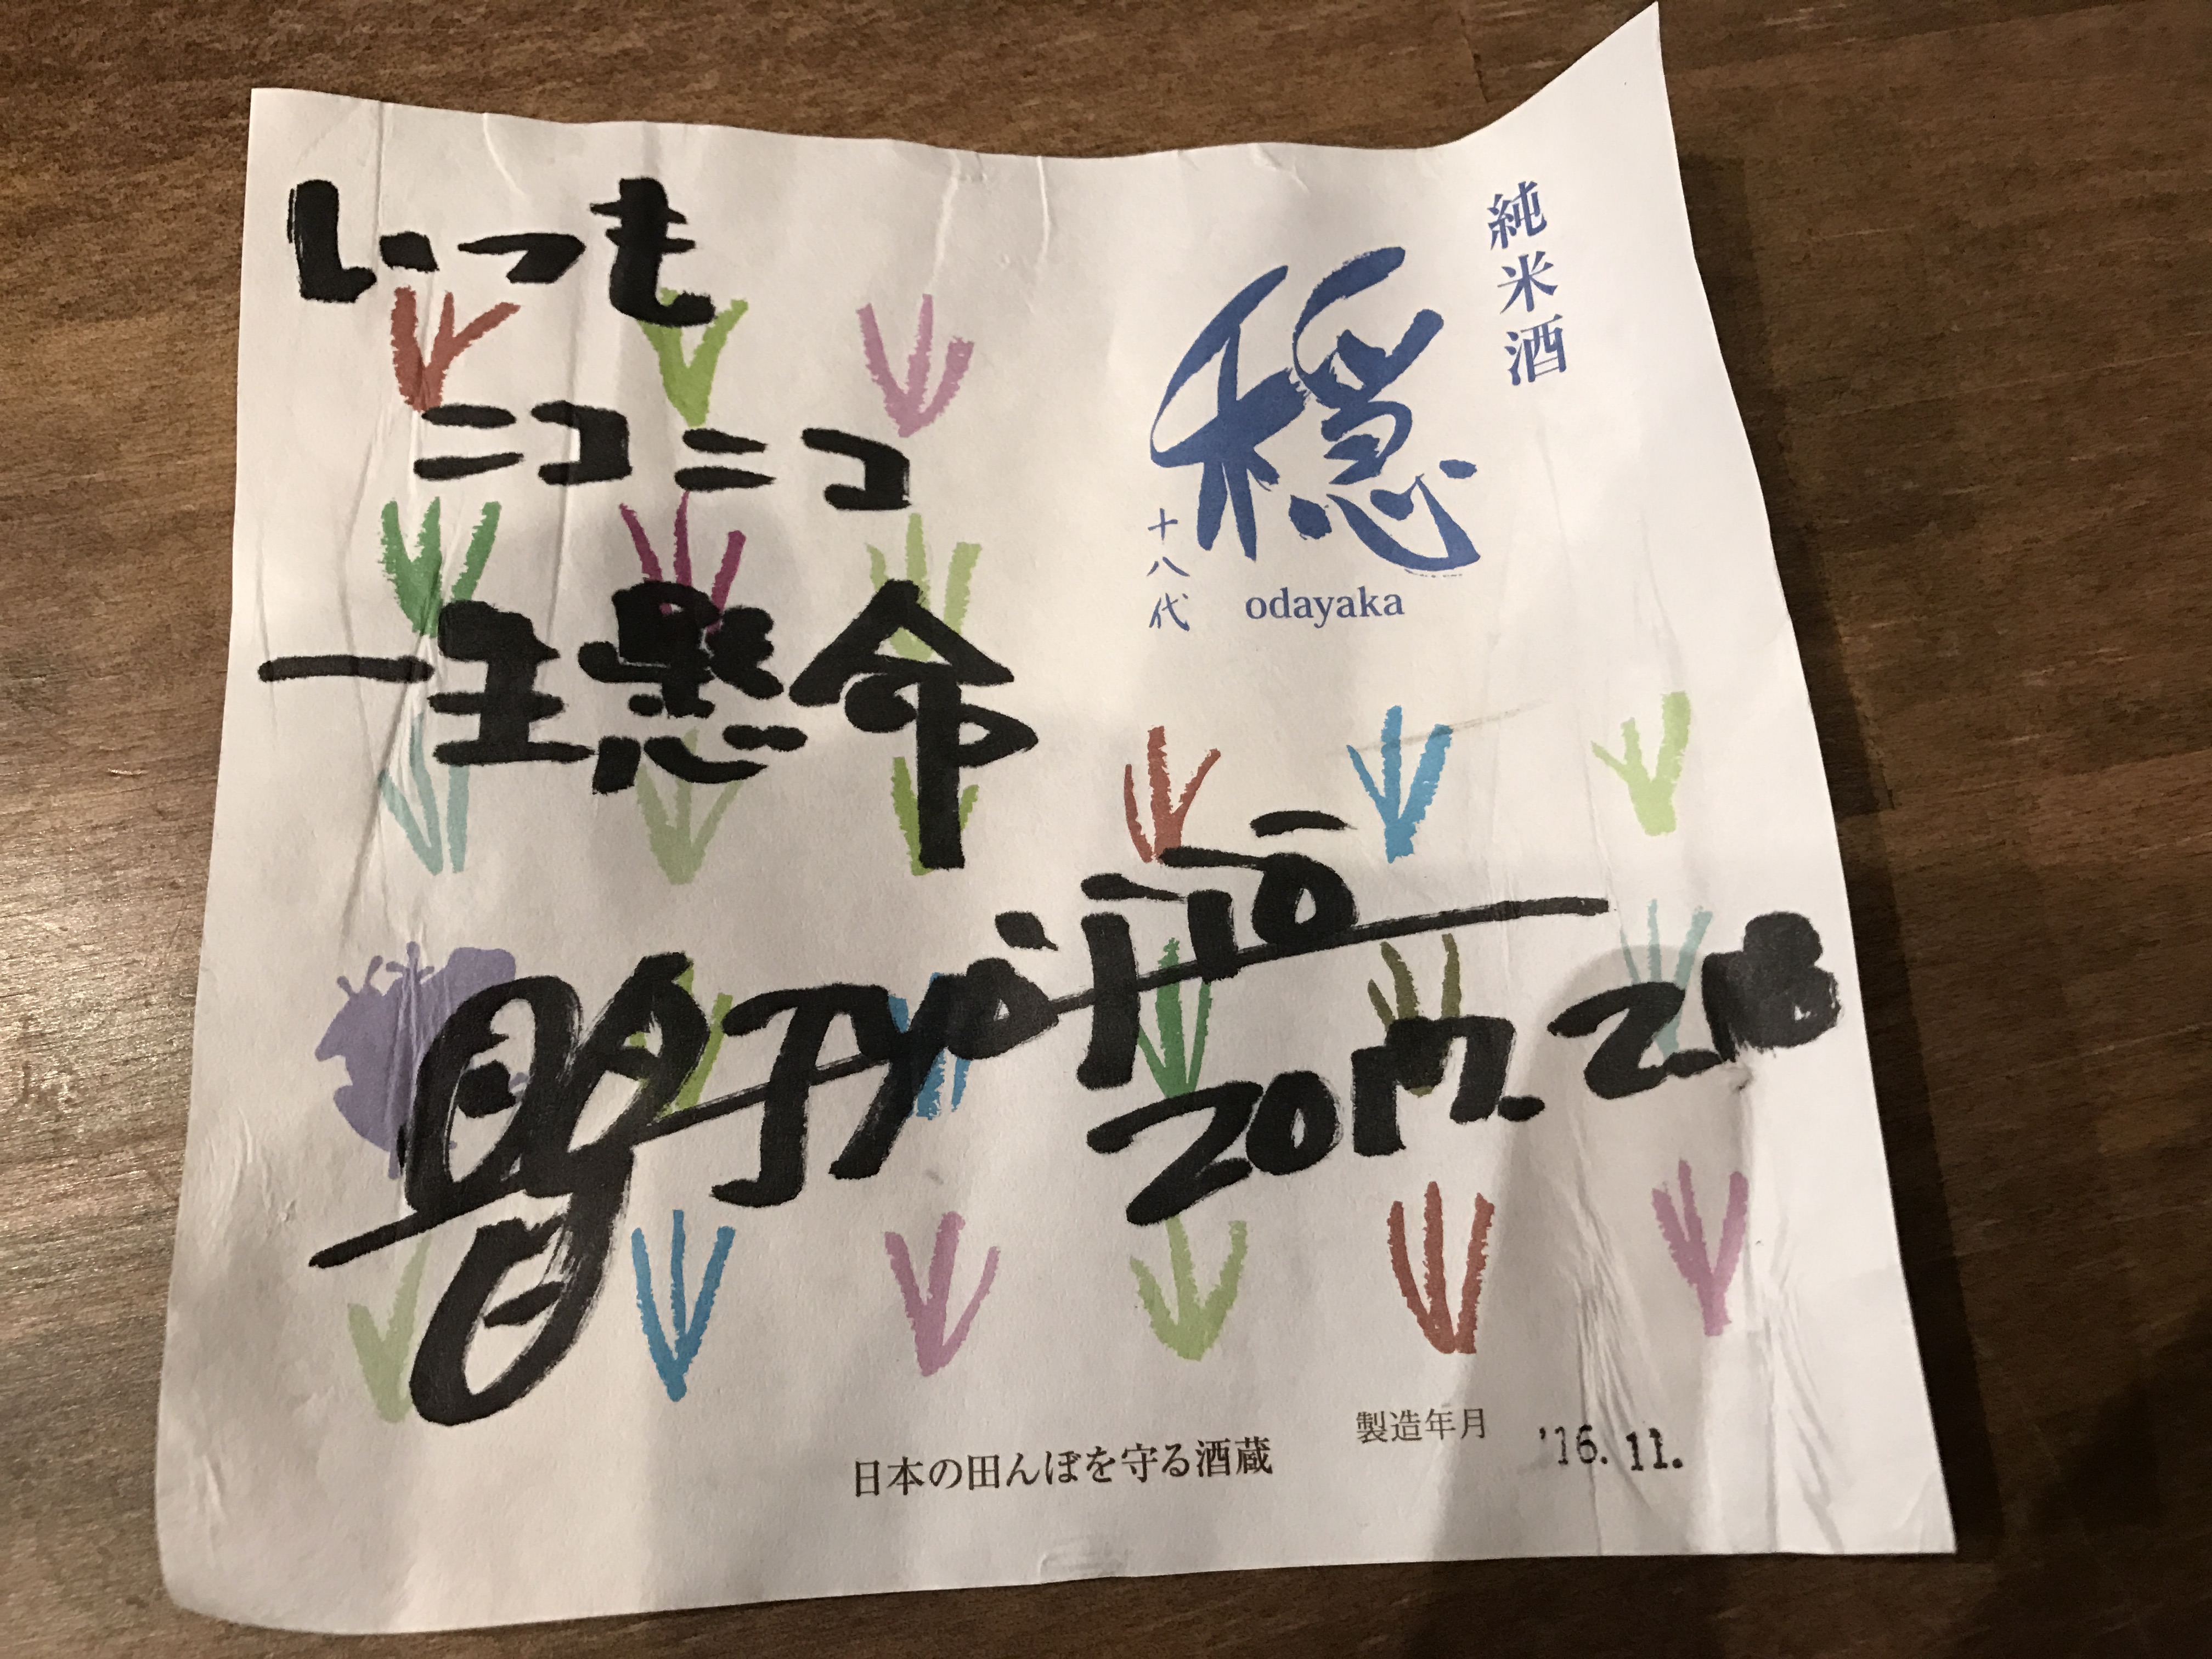 いつも
ニコニコ
一生懸命
純米酒
穏
十八代
odayaka
2017.2.18
日本の田んぼを守る酒蔵
製造年月 '16.11.